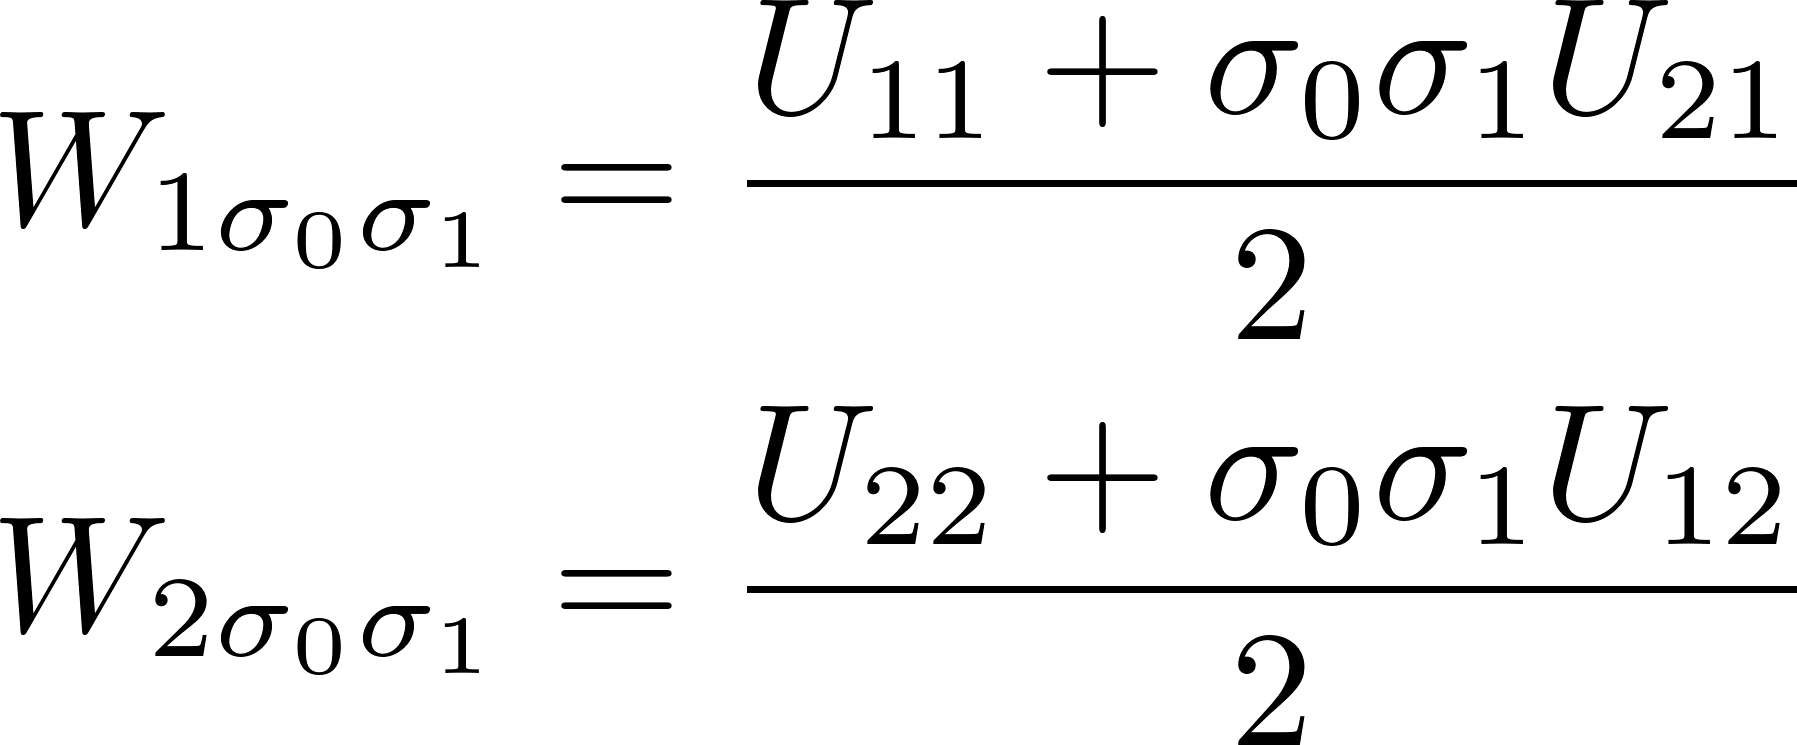 W_{1\sigma_0\sigma_1} = \frac{U_{11} + \sigma_0\sigma_1 U_{21}}{2}
W_{2\sigma_0\sigma_1} = \frac{U_{22} + \sigma_0\sigma_1 U_{12}}{2}